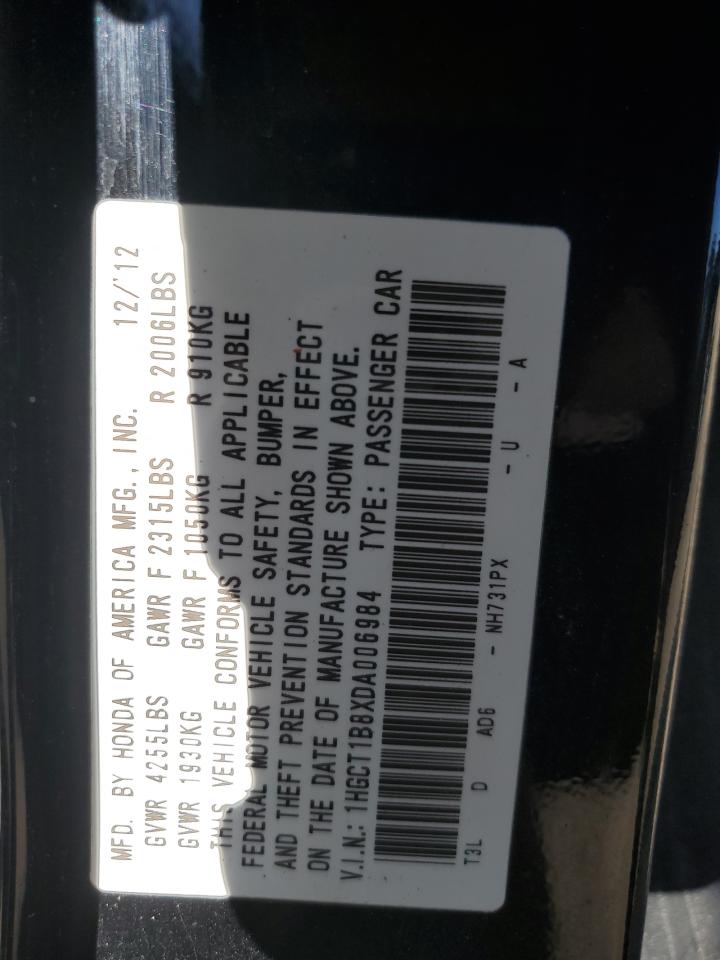 MFD. BY HONDA OF AMERICA MFG., INC. 12/'12
GVWR 4255LBS GAWR F 2315LBS R 2006LBS
GVWR 1930KG GAWR F 1050KG R 910KG
THIS VEHICLE CONFORMS TO ALL APPLICABLE
FEDERAL MOTOR VEHICLE SAFETY, BUMPER,
AND THEFT PREVENTION STANDARDS IN EFFECT
ON THE DATE OF MANUFACTURE SHOWN ABOVE.
V.I.N.: 1HGCT1B8XDA006984 TYPE: PASSENGER CAR
T3L D AD6 - NH731PX - U - A